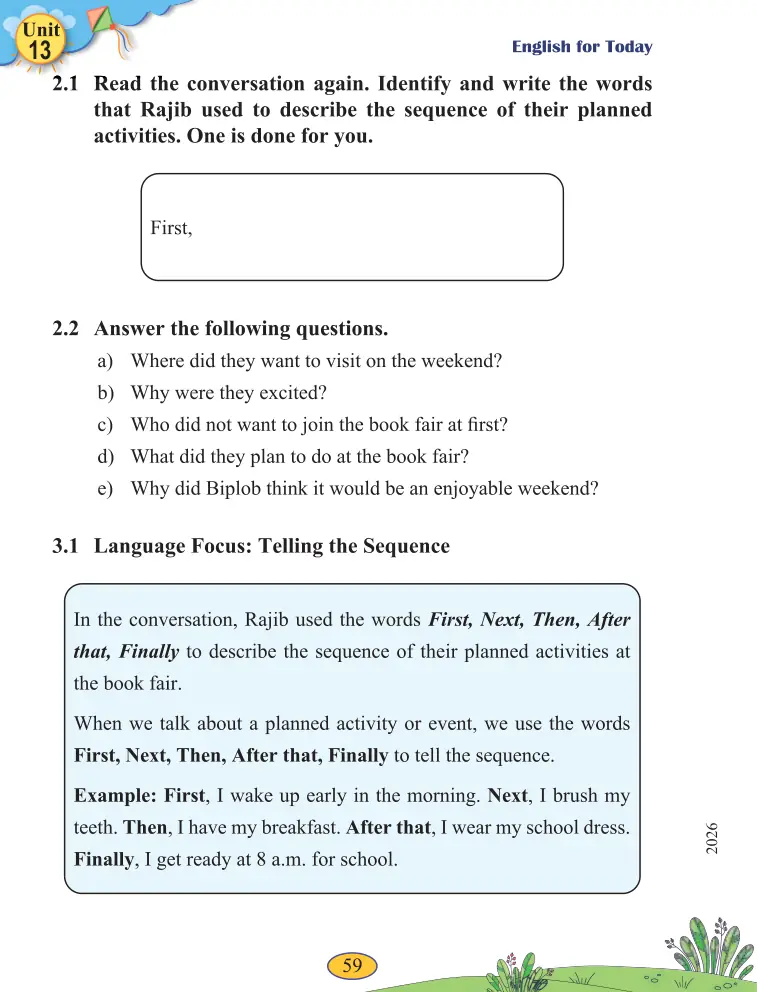 Unit
13
English for Today
2.1 Read the conversation again. Identify and write the words
that Rajib used to describe the sequence of their planned
activities. One is done for you.
First,
2.2 Answer the following questions.
a) Where did they want to visit on the weekend?
b) Why were they excited?
c) Who did not want to join the book fair at first?
d) What did they plan to do at the book fair?
e) Why did Biplob think it would be an enjoyable weekend?
3.1 Language Focus: Telling the Sequence
In the conversation, Rajib used the words First, Next, Then, After
that, Finally to describe the sequence of their planned activities at
the book fair.
When we talk about a planned activity or event, we use the words
First, Next, Then, After that, Finally to tell the sequence.
Example: First, I wake up early in the morning. Next, I brush my
teeth. Then, I have my breakfast. After that, I wear my school dress.
Finally, I get ready at 8 a.m. for school.
2026
59